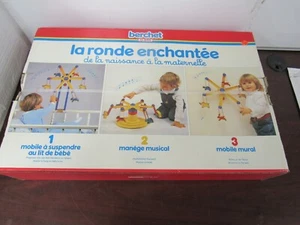 berchet
la ronde enchantée
de la naissance à la maternelle
1
mobile à suspendre
au lit de bébé
2
manège musical
3
mobile mural